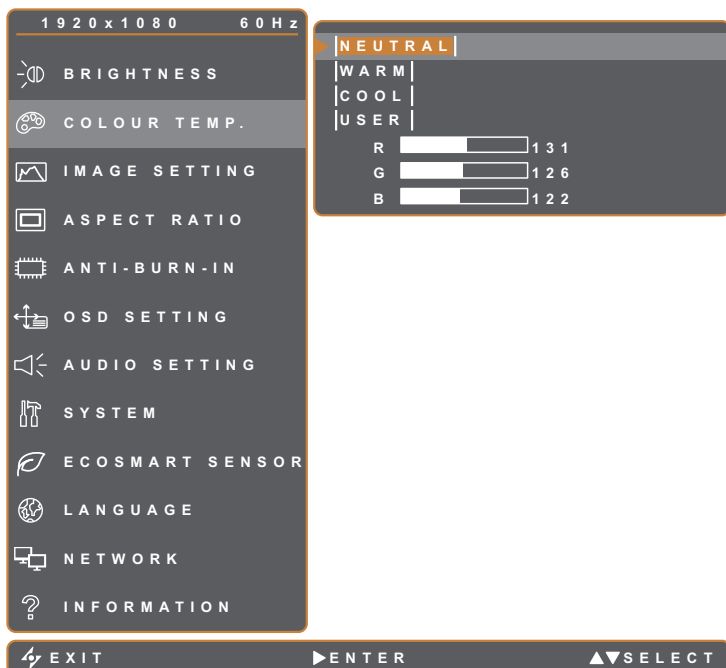 1920x1080 60Hz
BRIGHTNESS
COLOUR TEMP.
IMAGE SETTING
ASPECT RATIO
ANTI-BURN-IN
OSD SETTING
AUDIO SETTING
SYSTEM
ECOSMART SENSOR
LANGUAGE
NETWORK
INFORMATION
NEUTRAL
WARM
COOL
USER
R 131
G 126
B 122
EXIT ENTER SELECT